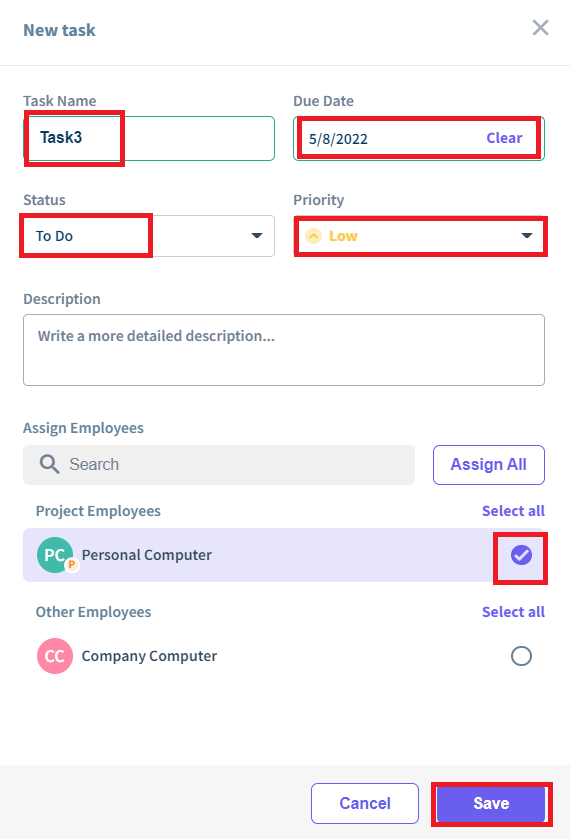 New task
Task Name Due Date
Task3 5/8/2022 Clear
Status Priority
To Do Low
Description
Write a more detailed description...
Assign Employees
Search Assign All
Project Employees Select all
PC P Personal Computer
Other Employees Select all
CC Company Computer
Cancel Save